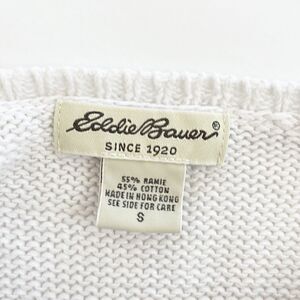 Eddie Bauer®
SINCE 1920
55% RAMIE
45% COTTON
MADE IN HONG KONG
SEE SIDE FOR CARE
S